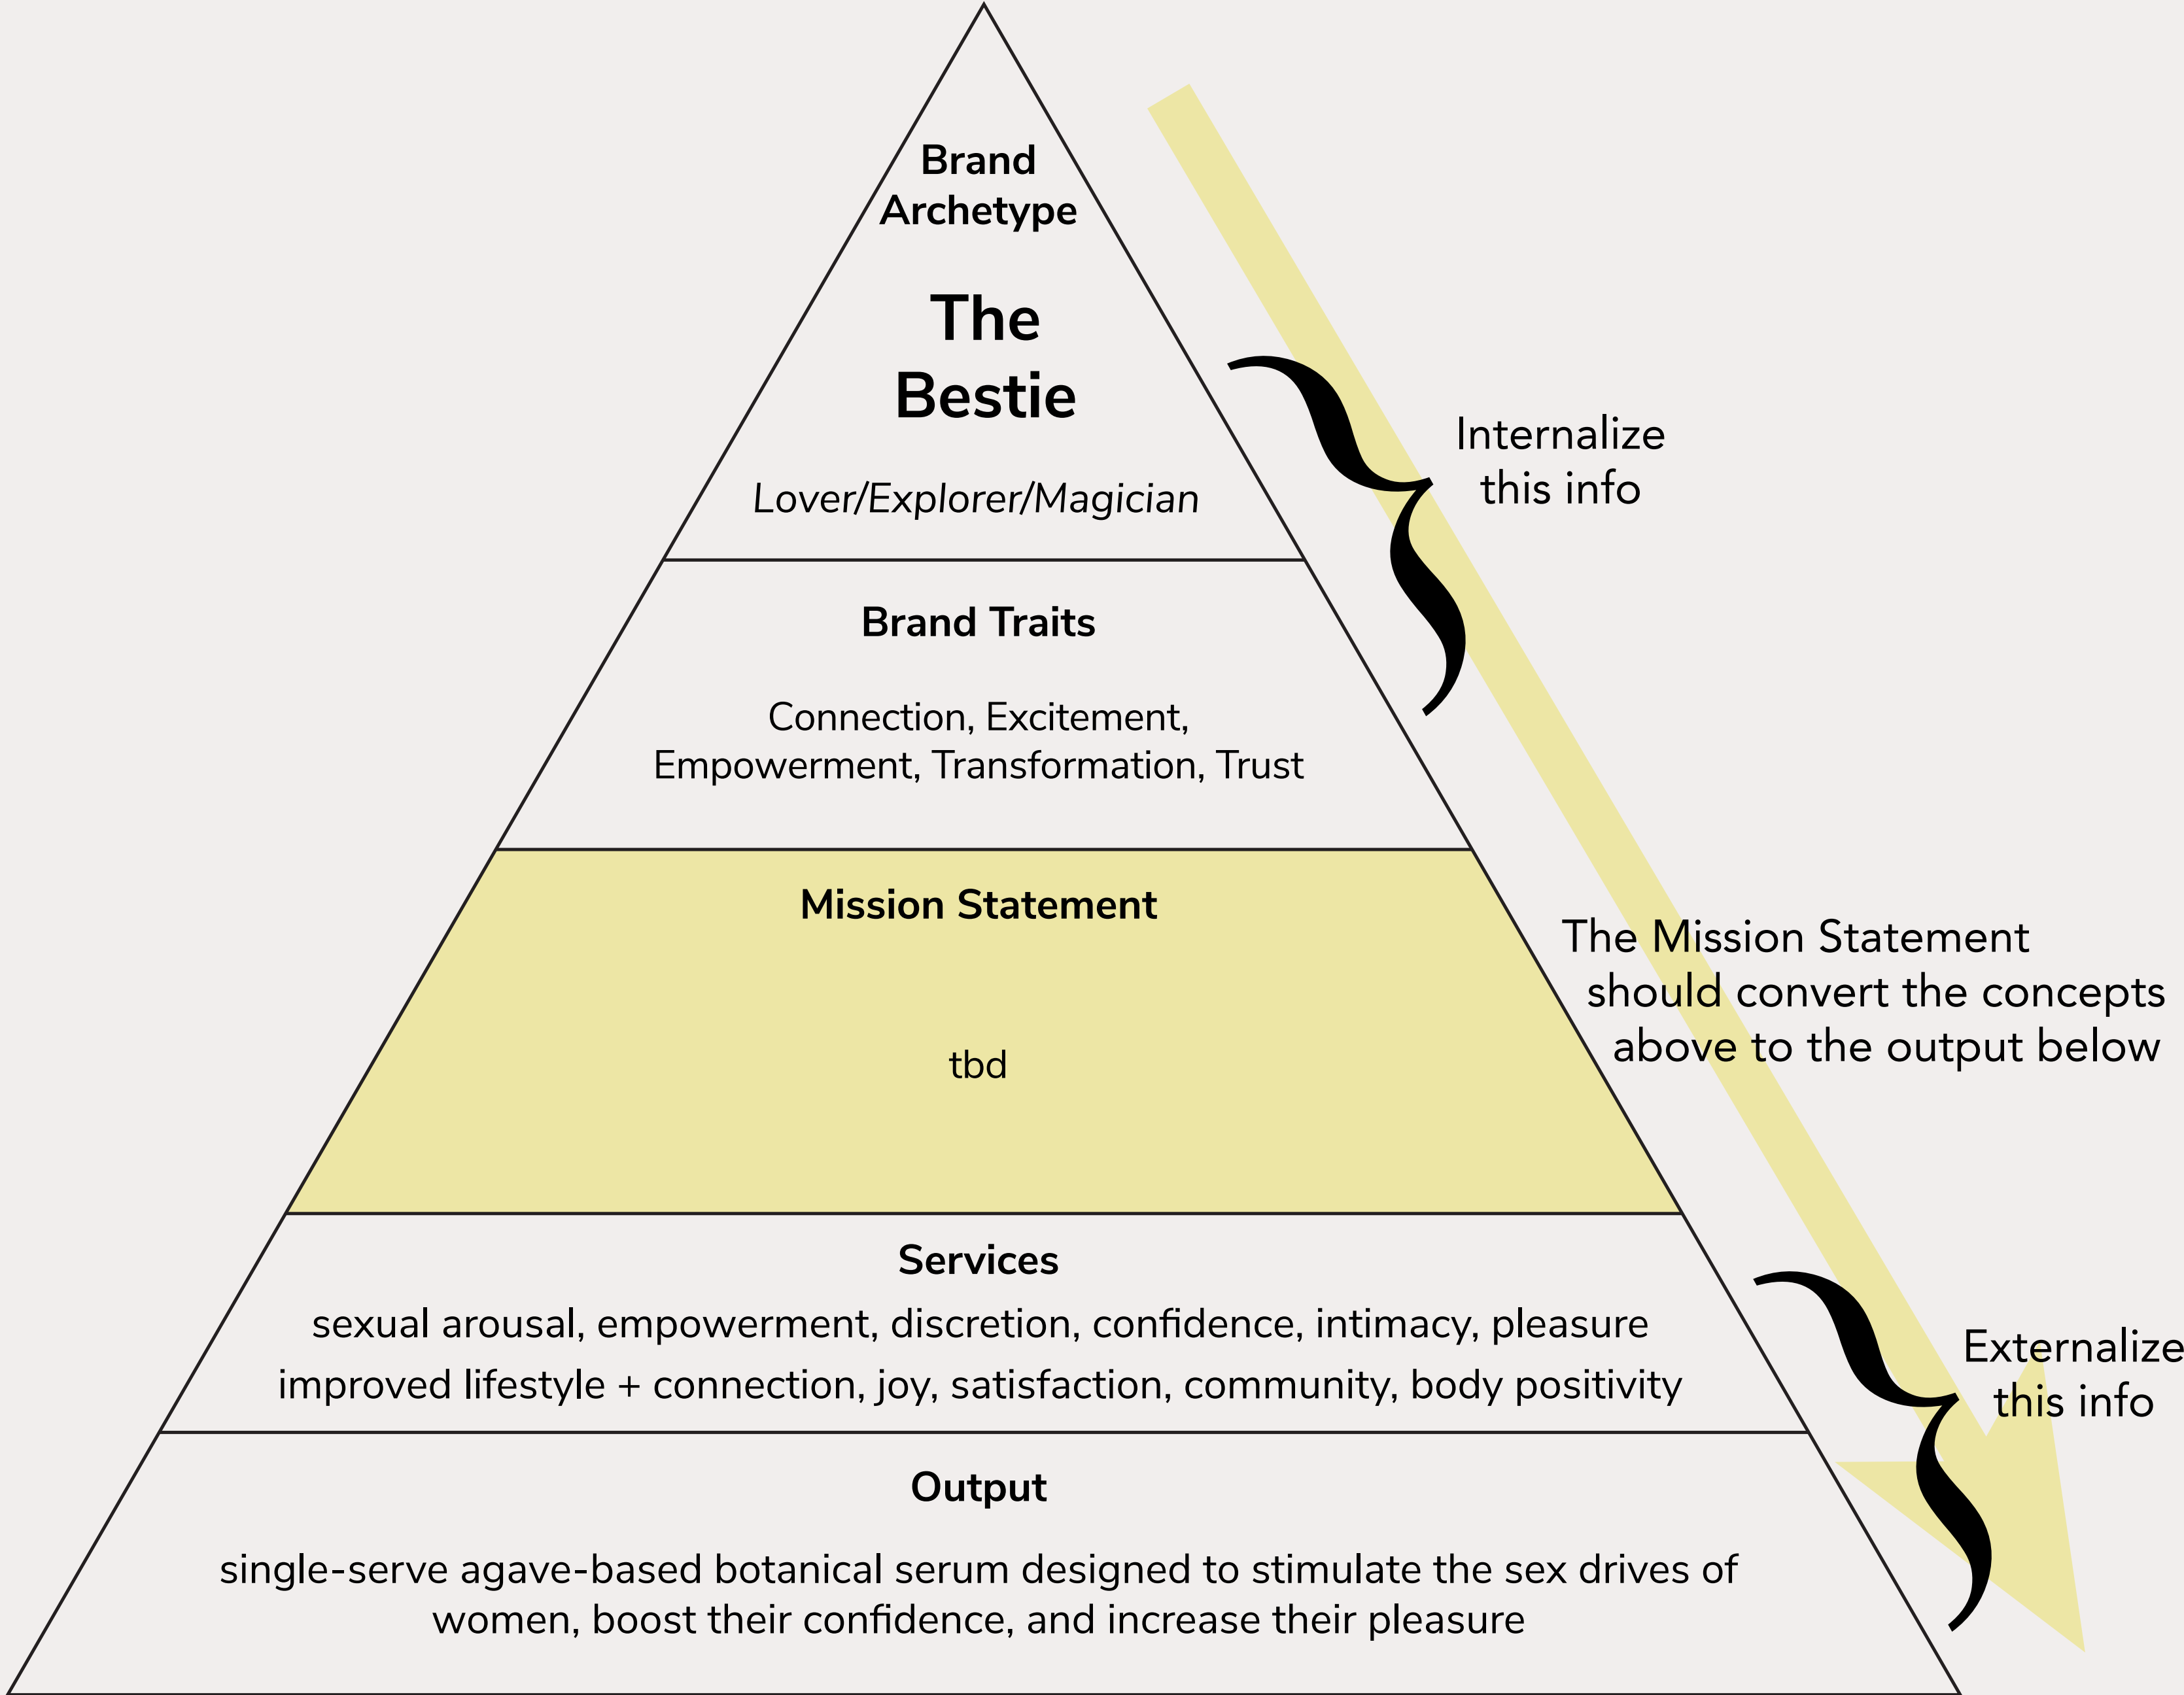 Brand
Archetype
The
Bestie
Lover/Explorer/Magician
Internalize
this info
Brand Traits
Connection, Excitement,
Empowerment, Transformation, Trust
Mission Statement
tbd
The Mission Statement
should convert the concepts
above to the output below
Services
sexual arousal, empowerment, discretion, confidence, intimacy, pleasure
improved lifestyle + connection, joy, satisfaction, community, body positivity
Externalize
this info
Output
single-serve agave-based botanical serum designed to stimulate the sex drives of
women, boost their confidence, and increase their pleasure